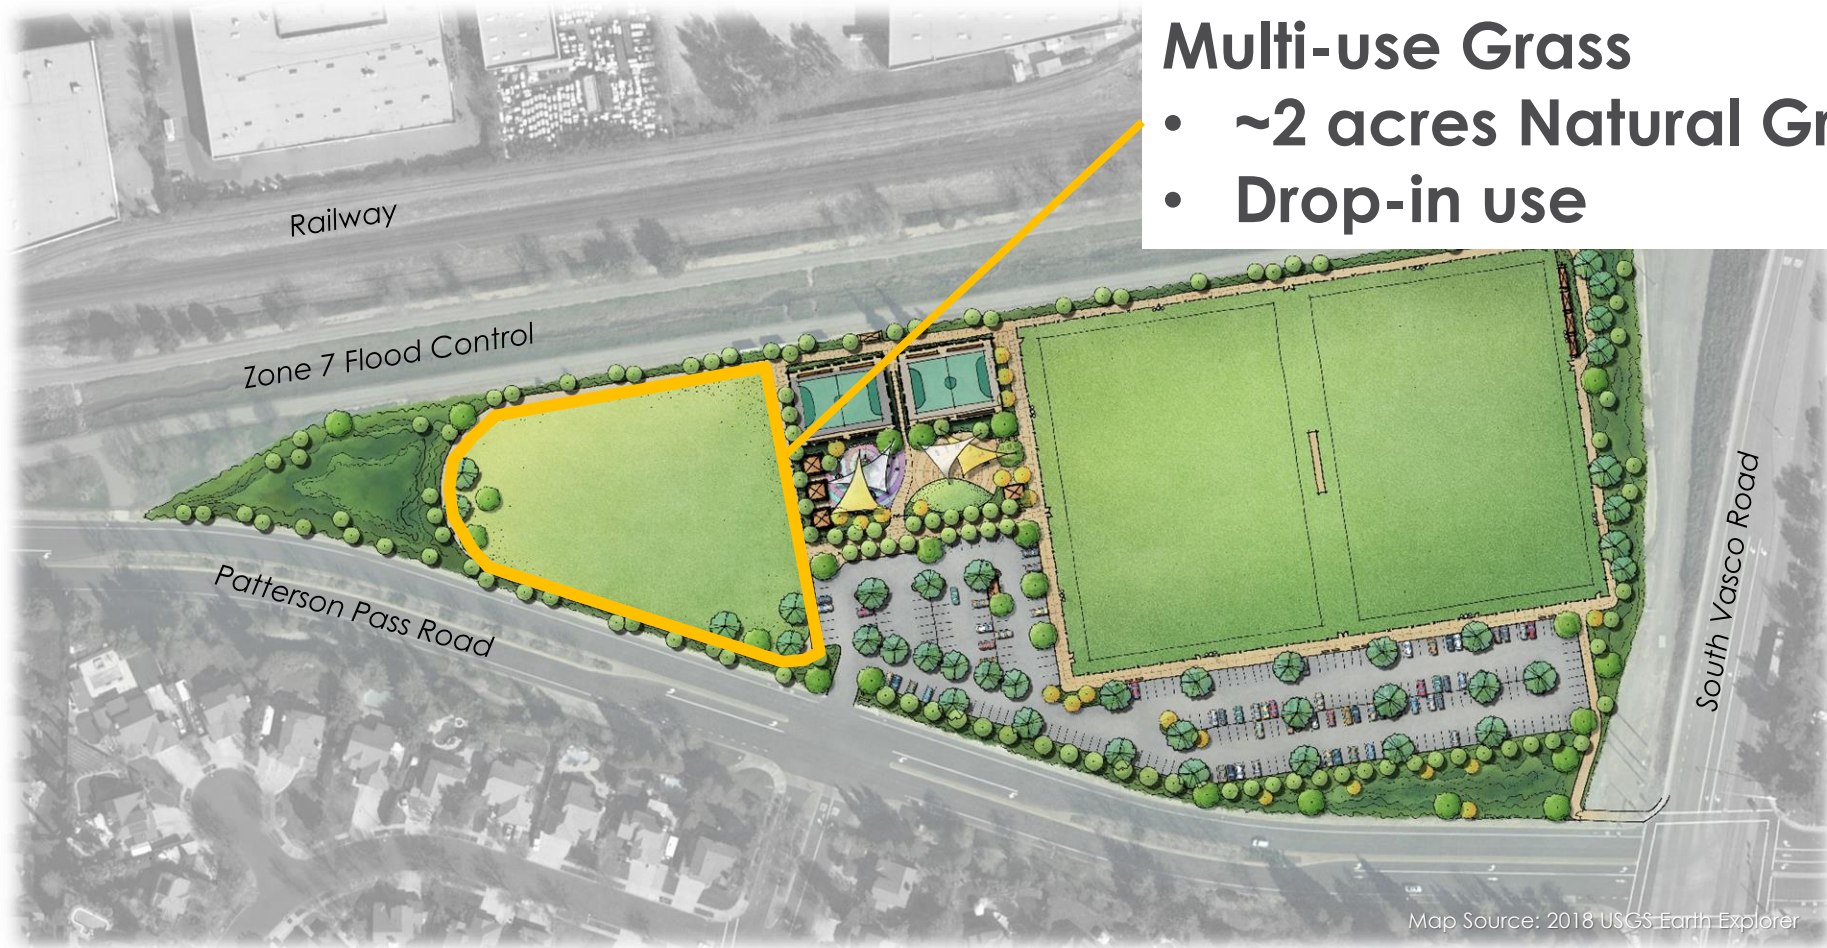 Multi-use Grass
• ~2 acres Natural Gr
• Drop-in use
Railway
Zone 7 Flood Control
Patterson Pass Road
South Vasco Road
Map Source: 2018 USGS Earth Explorer